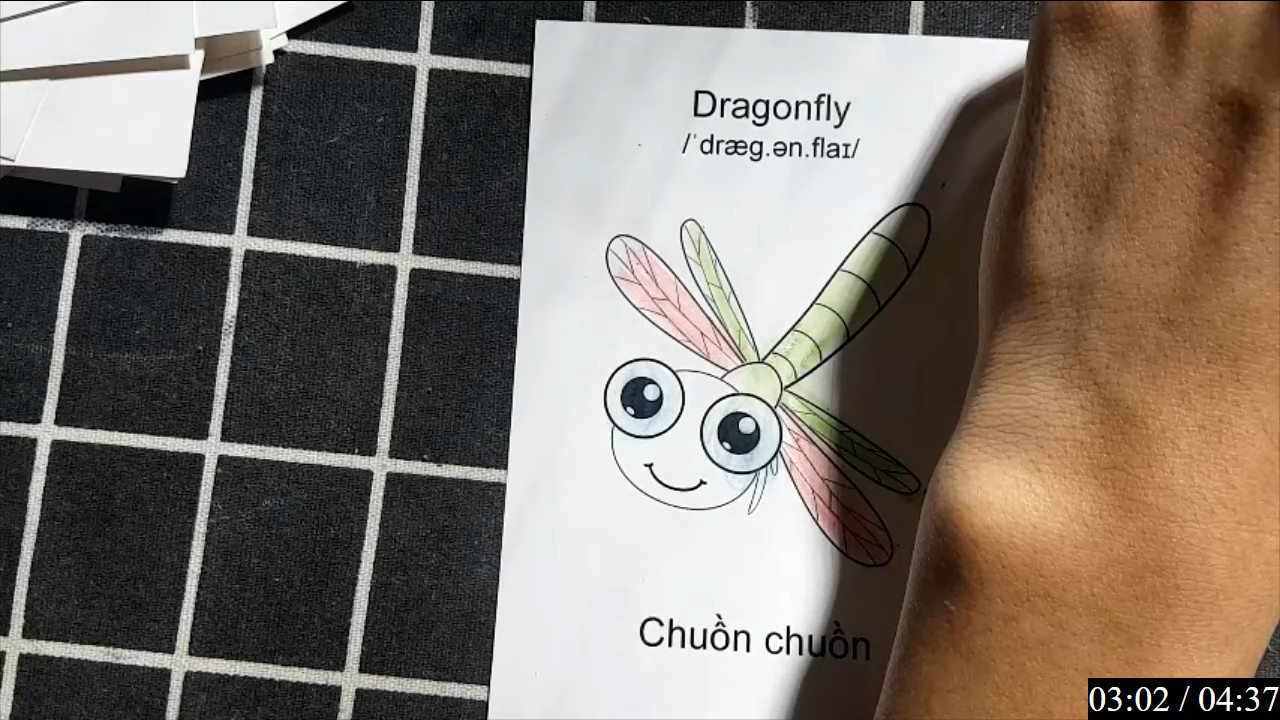 Dragonfly
/ˈdræg.ən.flaɪ/
Chuồn chuồn
03:02 / 04:37